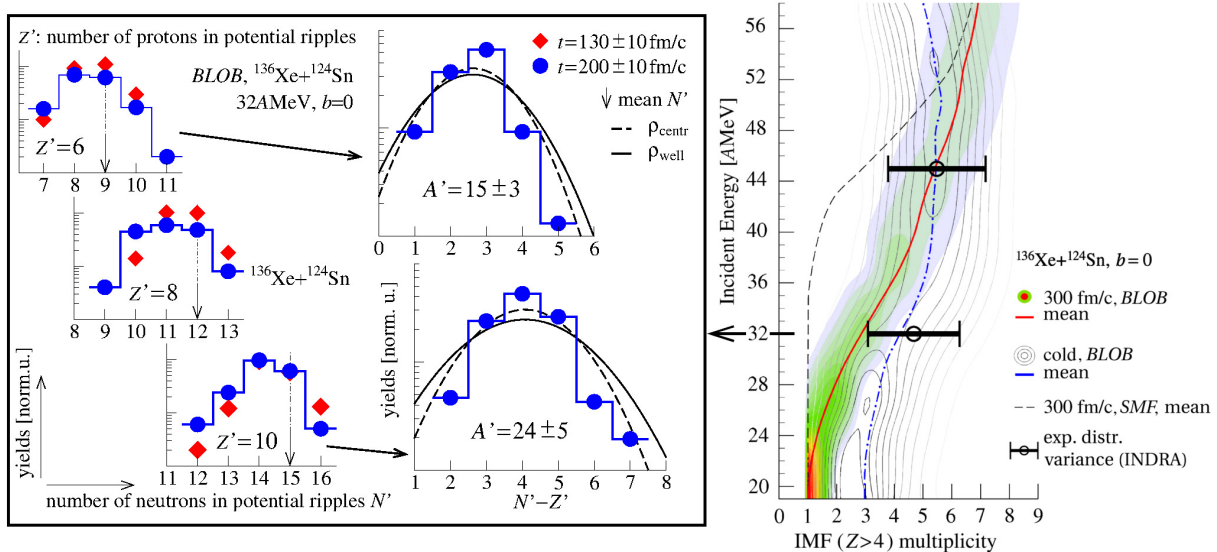 Z': number of protons in potential ripples
BLOB, ¹³⁶Xe+¹²⁴Sn
32AMeV, b=0
Z'=6
7 8 9 10 11
Z'=8
¹³⁶Xe+¹²⁴Sn
8 9 10 11 12 13
Z'=10
11 12 13 14 15 16
number of neutrons in potential ripples N'
yields [norm.u.]
t=130±10fm/c
t=200±10fm/c
mean N'
ρcentr
ρwell
A'=15±3
0 1 2 3 4 5 6
yields [norm. u.]
A'=24±5
1 2 3 4 5 6 7 8
N'−Z'
Incident Energy [AMeV]
56
52
48
44
40
36
32
28
24
20
0 1 2 3 4 5 6 7 8 9
IMF (Z>4) multiplicity
¹³⁶Xe+¹²⁴Sn, b=0
300 fm/c, BLOB
mean
cold, BLOB
mean
300 fm/c, SMF, mean
exp. distr.
variance (INDRA)